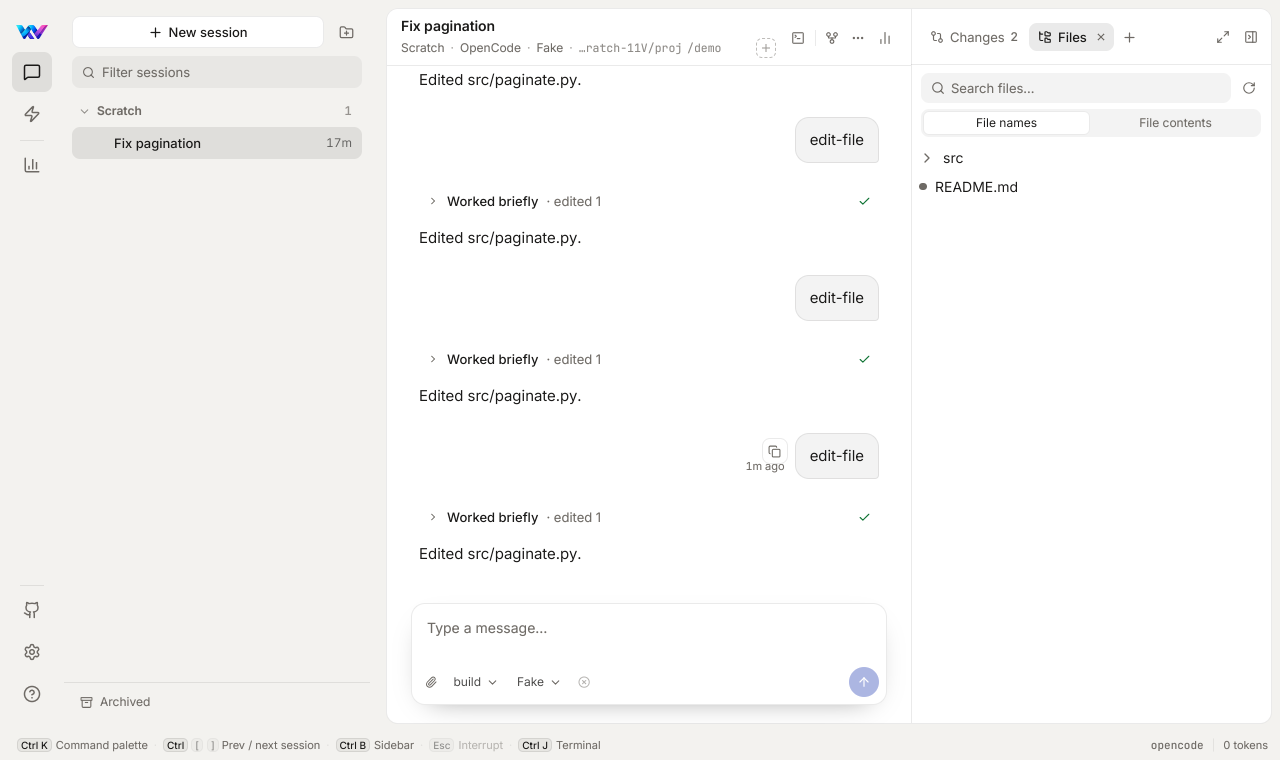 New session
Filter sessions
Scratch 1
Fix pagination 17m
Archived
Fix pagination
Scratch · OpenCode · Fake · …ratch-11V/proj /demo
Edited src/paginate.py.
edit-file
Worked briefly · edited 1
Edited src/paginate.py.
edit-file
Worked briefly · edited 1
Edited src/paginate.py.
edit-file
1m ago
Worked briefly · edited 1
Edited src/paginate.py.
Type a message...
build Fake
Changes 2 Files
Search files...
File names File contents
src
README.md
Ctrl K Command palette · Ctrl [ ] Prev / next session · Ctrl B Sidebar · Esc Interrupt · Ctrl J Terminal
opencode 0 tokens